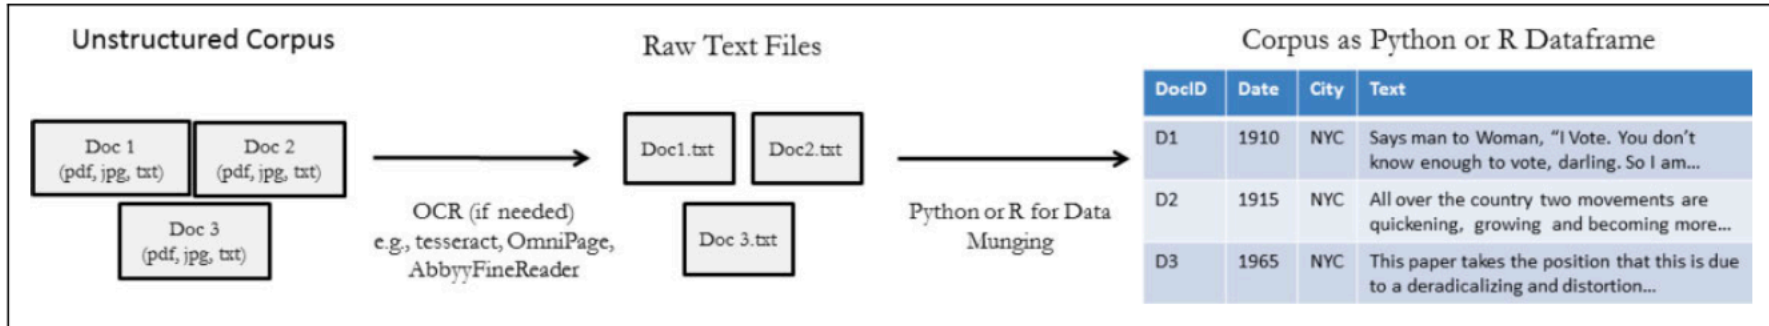 Unstructured Corpus
Doc 1
(pdf, jpg, txt)
Doc 2
(pdf, jpg, txt)
Doc 3
(pdf, jpg, txt)
OCR (if needed)
e.g., tesseract, OmniPage,
AbbyyFineReader
Raw Text Files
Doc1.txt
Doc2.txt
Doc 3.txt
Python or R for Data
Munging
Corpus as Python or R Dataframe
DocID Date City Text
D1 1910 NYC Says man to Woman, “I Vote. You don’t
know enough to vote, darling. So I am...
D2 1915 NYC All over the country two movements are
quickening, growing and becoming more...
D3 1965 NYC This paper takes the position that this is due
to a deradicalizing and distortion...